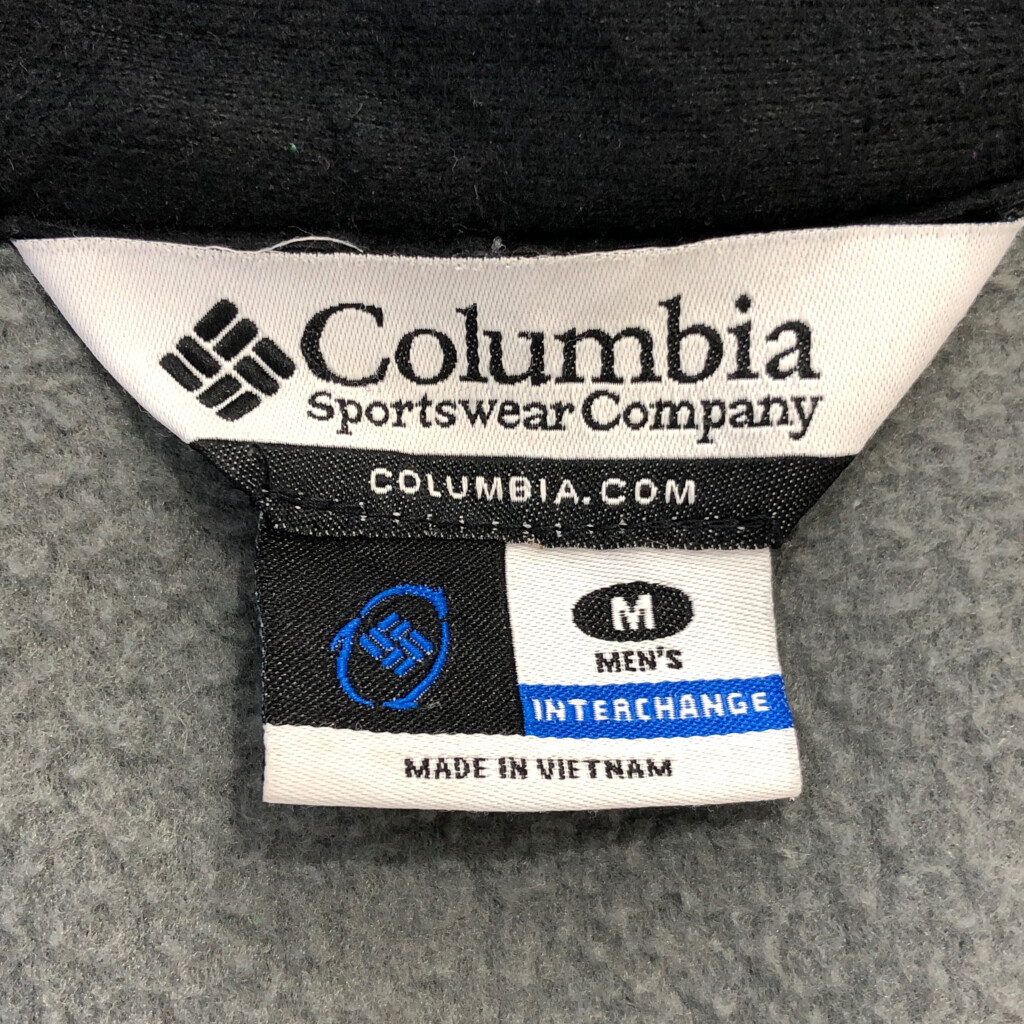 Columbia
Sportswear Company
COLUMBIA.COM
M
MEN'S
INTERCHANGE
MADE IN VIETNAM